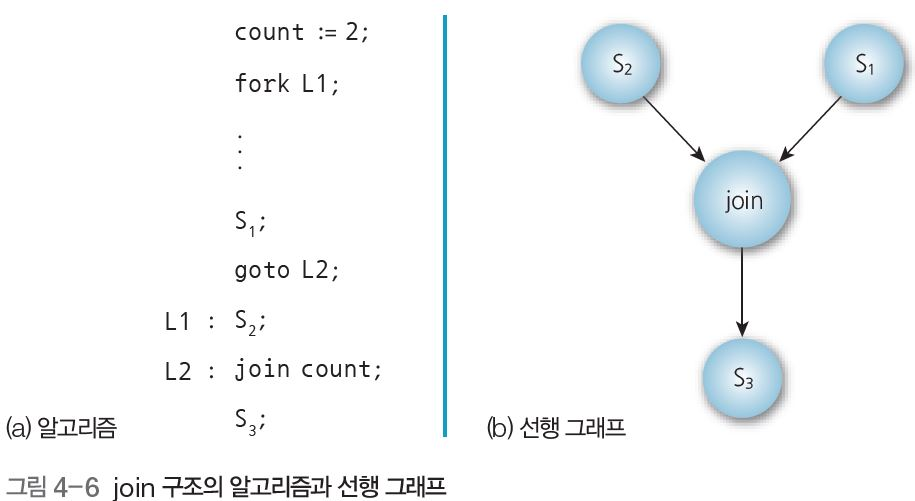 count := 2;
fork L1;
⋮
S₁;
goto L2;
L1 : S₂;
L2 : join count;
S₃;
(a) 알고리즘
S₂
S₁
join
S₃
(b) 선행 그래프
그림 4-6 join 구조의 알고리즘과 선행 그래프